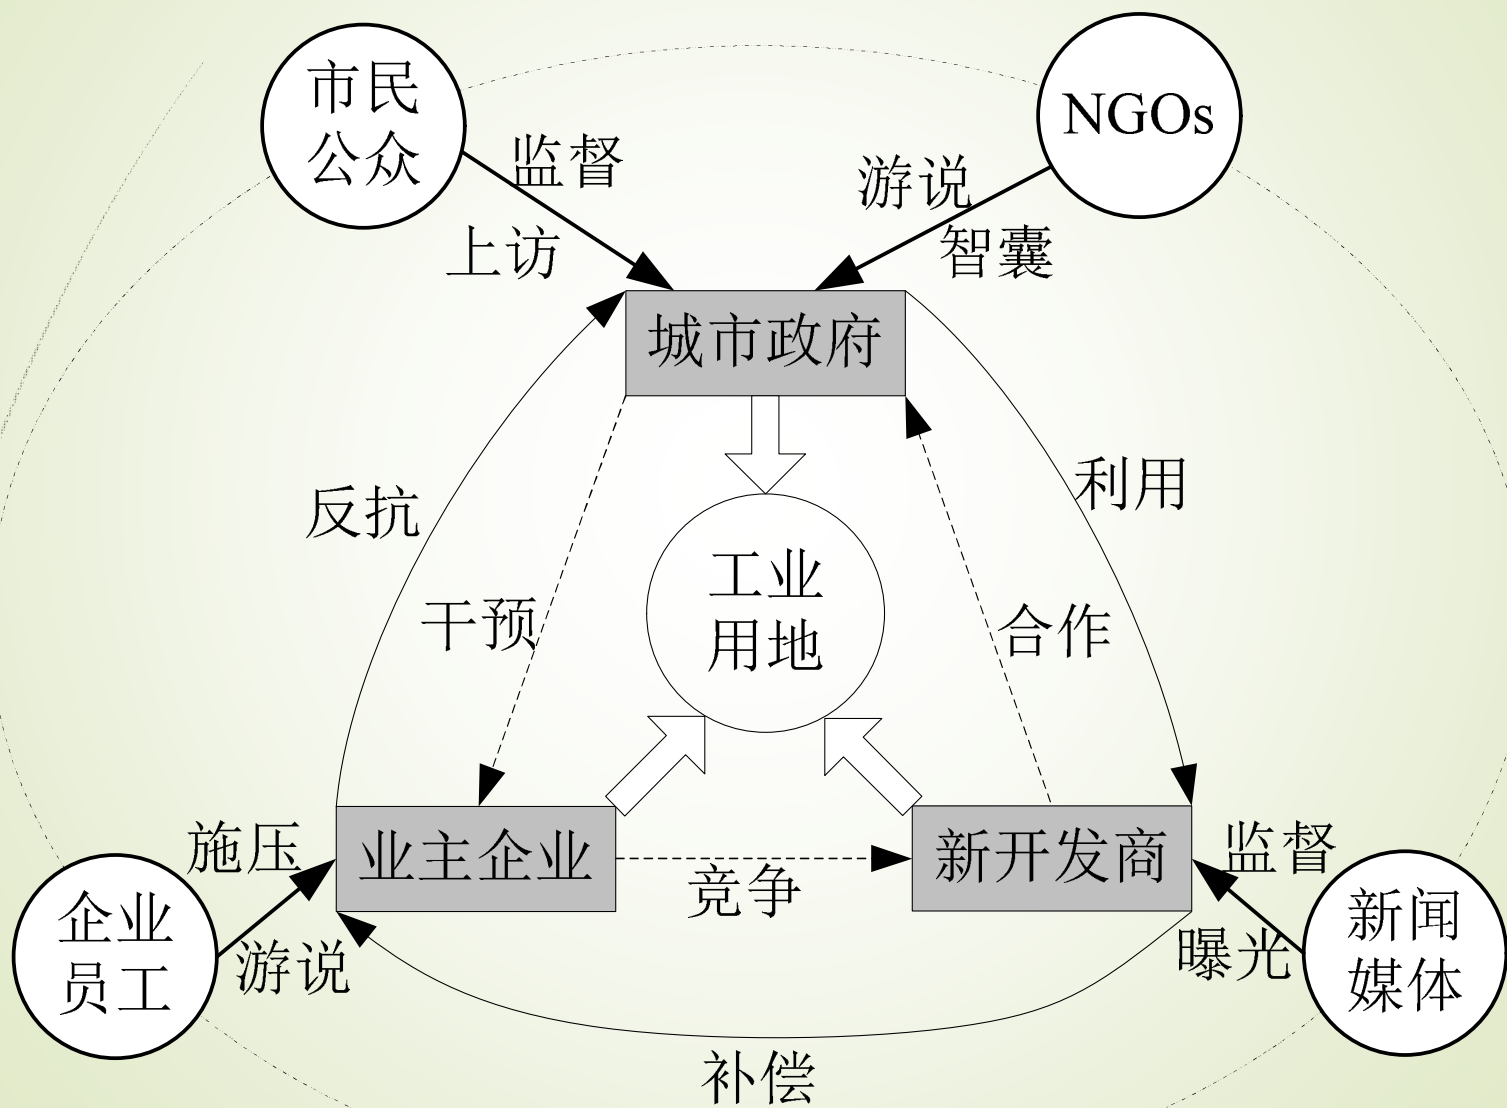 市民
公众
NGOs
监督
上访
游说
智囊
城市政府
反抗
利用
干预
合作
工业
用地
施压
业主企业
竞争
新开发商
监督
企业
员工
游说
曝光
新闻
媒体
补偿